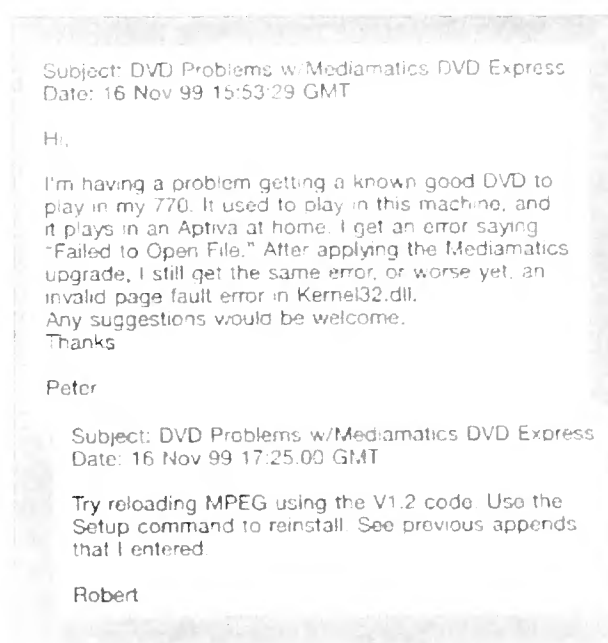 Subject: DVD Problems w/Mediamatics DVD Express
Date: 16 Nov 99 15:53:29 GMT
Hi,
I'm having a problem getting a known good DVD to
play in my 770. It used to play in this machine, and
it plays in an Aptiva at home. I get an error saying
"Failed to Open File." After applying the Mediamatics
upgrade, I still get the same error, or worse yet, an
invalid page fault error in Kernel32.dll.
Any suggestions would be welcome.
Thanks
Peter
Subject: DVD Problems w/Mediamatics DVD Express
Date: 16 Nov 99 17:25:00 GMT
Try reloading MPEG using the V1.2 code. Use the
Setup command to reinstall. See previous appends
that I entered.
Robert